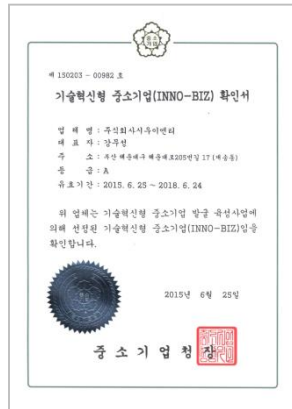 제 150203 - 00982 호
기술혁신형 중소기업(INNO-BIZ) 확인서
업 체 명 : 주식회사서우이앤티
대 표 자 : 강주성
주 소 : 부산 해운대구 해운대로205번길 17 (재송동)
등 급 : A
유효기간 : 2015. 6. 25 ~ 2018. 6. 24
위 업체는 기술혁신형 중소기업 발굴·육성사업에
의해 선정된 기술혁신형 중소기업(INNO-BIZ)임을
확인합니다.
2015년 6월 25일
중 소 기 업 청 장